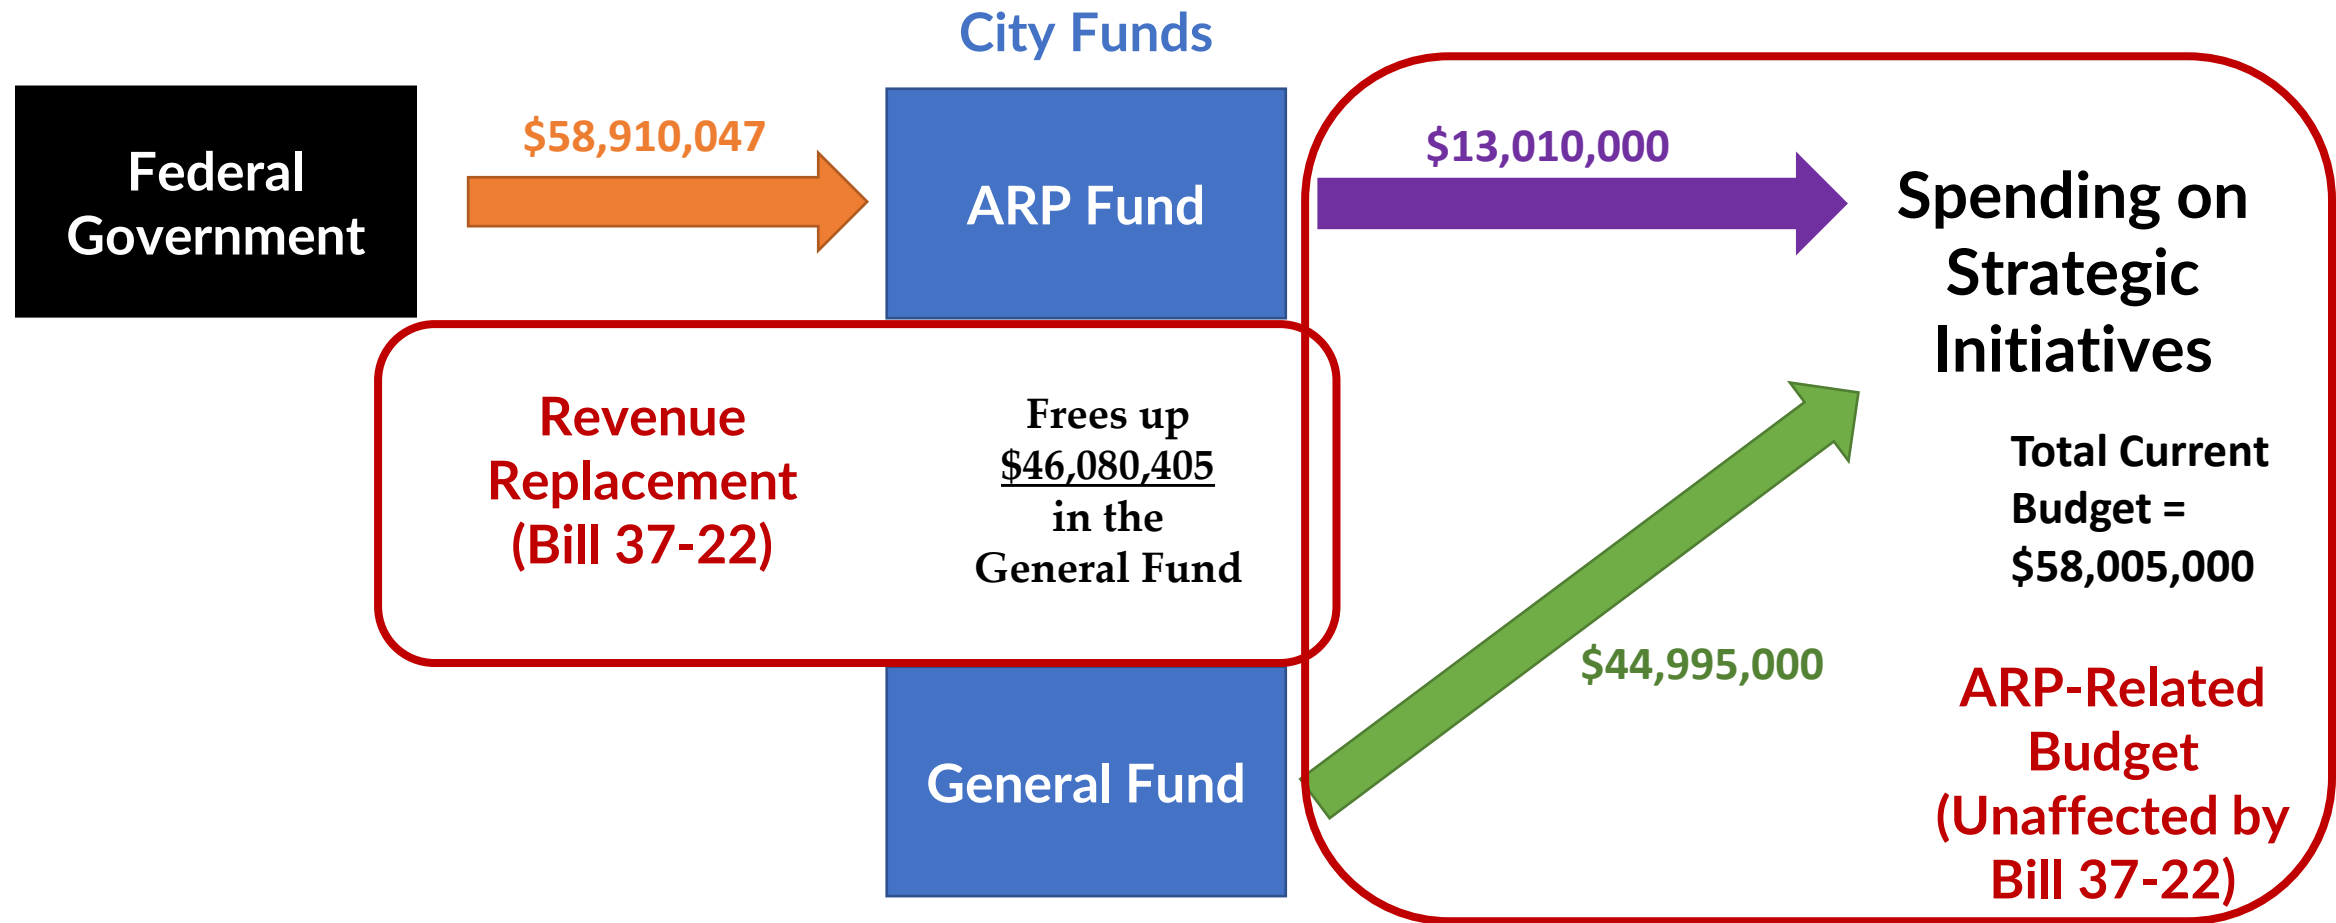 City Funds
Federal
Government
$58,910,047
ARP Fund
$13,010,000
Spending on
Strategic
Initiatives
Revenue
Replacement
(Bill 37-22)
Frees up
$46,080,405
in the
General Fund
Total Current
Budget =
$58,005,000
General Fund
$44,995,000
ARP-Related
Budget
(Unaffected by
Bill 37-22)